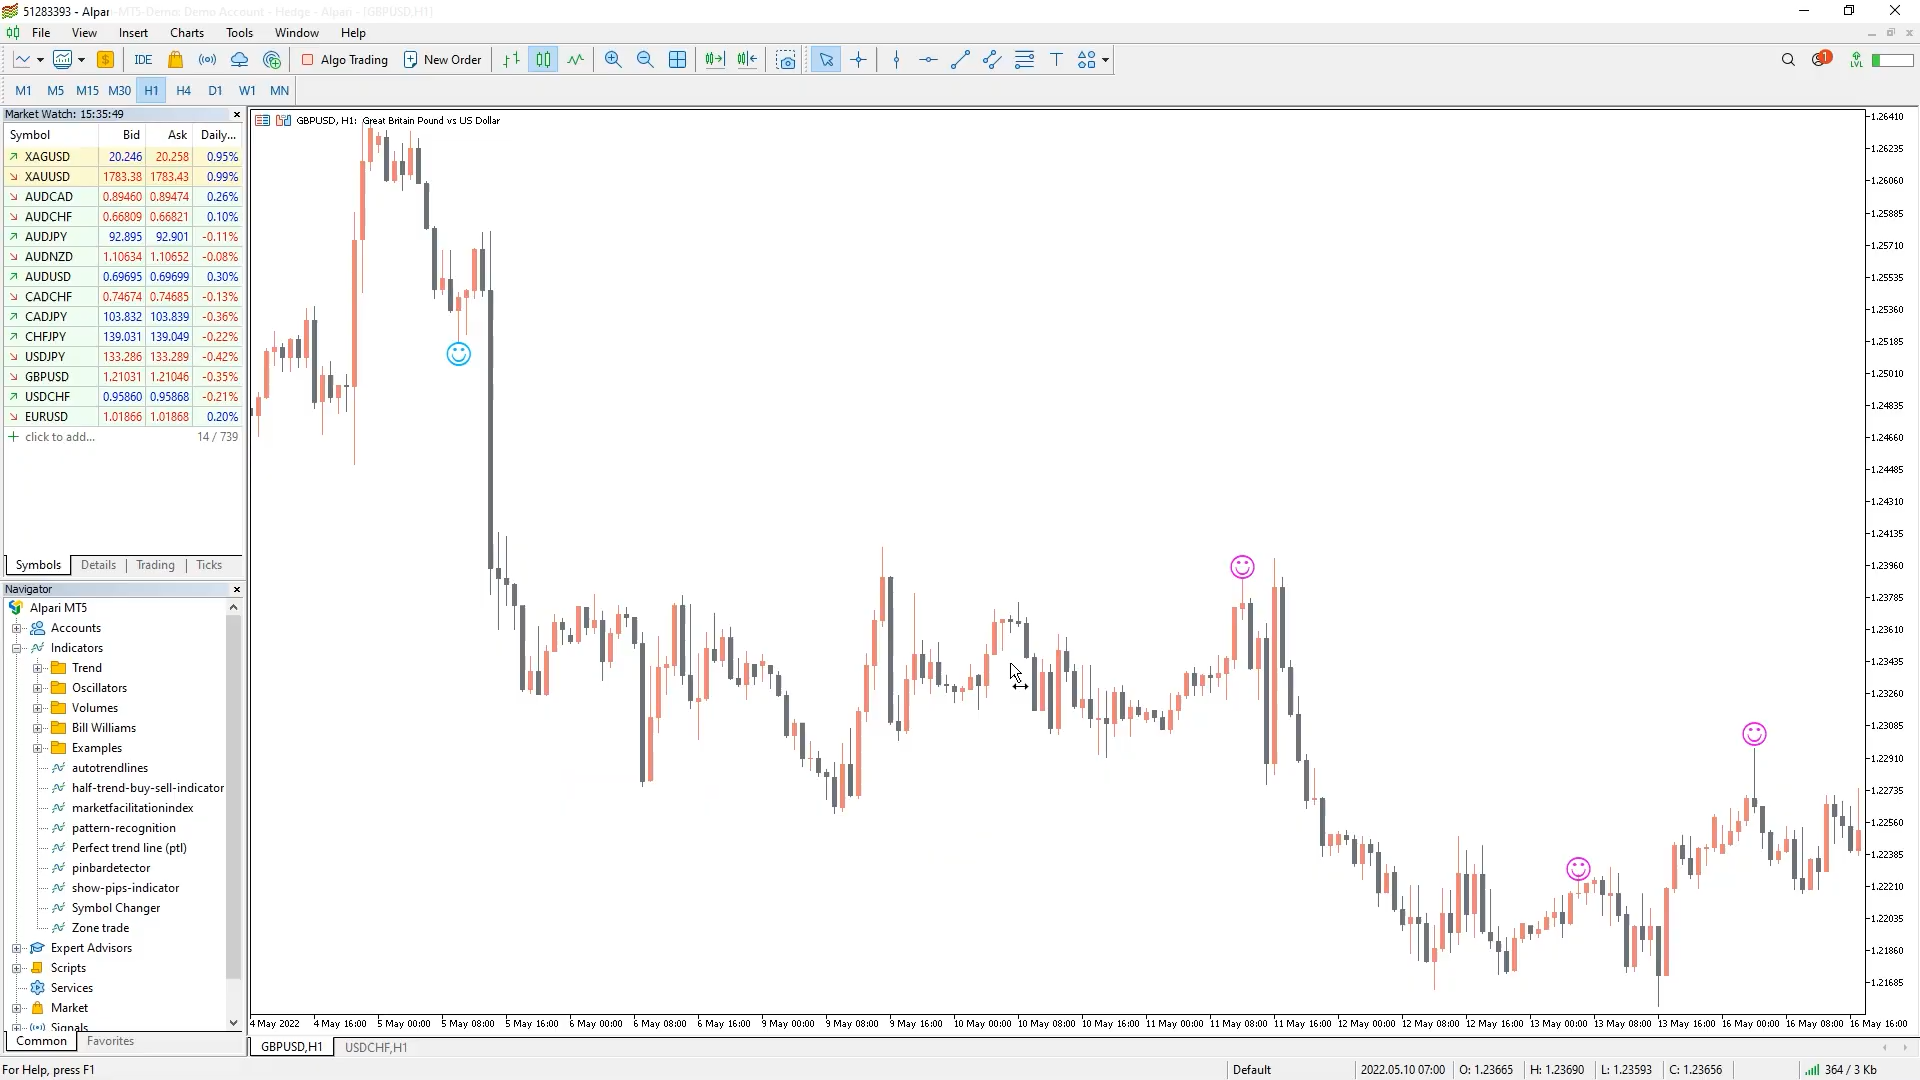 51283393 - Alpari-MT5-Demo: Demo Account - Hedge - Alpari - [GBPUSD,H1]
File View Insert Charts Tools Window Help
IDE Algo Trading New Order 1 LVL
M1 M5 M15 M30 H1 H4 D1 W1 MN
Market Watch: 15:35:49
Symbol Bid Ask Daily...
XAGUSD 20.246 20.258 0.95%
XAUUSD 1783.38 1783.43 0.99%
AUDCAD 0.89460 0.89474 0.26%
AUDCHF 0.66809 0.66821 0.10%
AUDJPY 92.895 92.901 -0.11%
AUDNZD 1.10634 1.10652 -0.08%
AUDUSD 0.69695 0.69699 0.30%
CADCHF 0.74674 0.74685 -0.13%
CADJPY 103.832 103.839 -0.36%
CHFJPY 139.031 139.049 -0.22%
USDJPY 133.286 133.289 -0.42%
GBPUSD 1.21031 1.21046 -0.35%
USDCHF 0.95860 0.95868 -0.21%
EURUSD 1.01866 1.01868 0.20%
click to add... 14 / 739
Symbols Details Trading Ticks
Navigator
Alpari MT5
Accounts
Indicators
Trend
Oscillators
Volumes
Bill Williams
Examples
autotrendlines
half-trend-buy-sell-indicator
marketfacilitationindex
pattern-recognition
Perfect trend line (ptl)
pinbardetector
show-pips-indicator
Symbol Changer
Zone trade
Expert Advisors
Scripts
Services
Market
Signals
Common Favorites
GBPUSD, H1: Great Britain Pound vs US Dollar
1.26410
1.26235
1.26060
1.25885
1.25710
1.25535
1.25360
1.25185
1.25010
1.24835
1.24660
1.24485
1.24310
1.24135
1.23960
1.23785
1.23610
1.23435
1.23260
1.23085
1.22910
1.22735
1.22560
1.22385
1.22210
1.22035
1.21860
1.21685
4 May 2022 4 May 16:00 5 May 00:00 5 May 08:00 5 May 16:00 6 May 00:00 6 May 08:00 6 May 16:00 9 May 00:00 9 May 08:00 9 May 16:00 10 May 00:00 10 May 08:00 10 May 16:00 11 May 00:00 11 May 08:00 11 May 16:00 12 May 00:00 12 May 08:00 12 May 16:00 13 May 00:00 13 May 08:00 13 May 16:00 16 May 00:00 16 May 08:00 16 May 16:00
GBPUSD,H1 USDCHF,H1
For Help, press F1 Default 2022.05.10 07:00 O: 1.23665 H: 1.23690 L: 1.23593 C: 1.23656 364 / 3 Kb